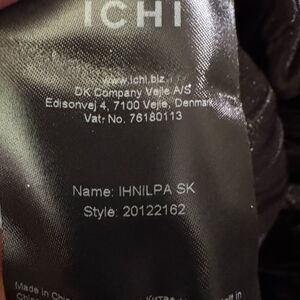 ICHI
www.ichi.biz
DK Company Vejle A/S
Edisonvej 4, 7100 Vejle, Denmark
Vat. No. 76180113
Name: IHNILPA SK
Style: 20122162
Made in China